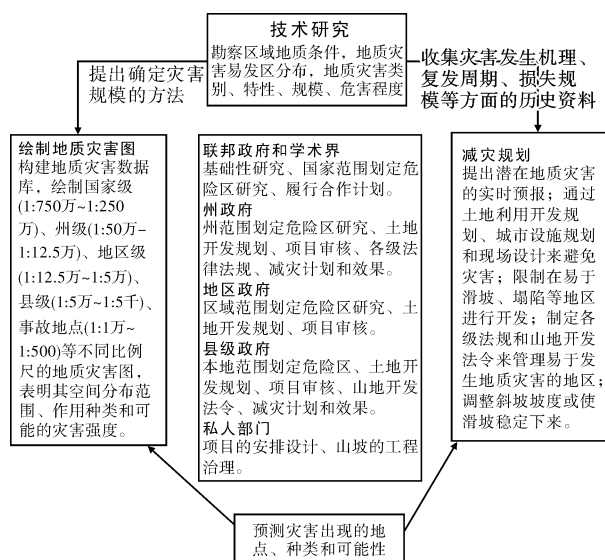 技术研究
勘察区域地质条件，地质灾
害易发区分布，地质灾害类
别、特性、规模、危害程度
提出确定灾害
规模的方法
收集灾害发生机理、
复发周期、损失规
模等方面的历史资料
绘制地质灾害图
构建地质灾害数据
库，绘制国家级
(1:750万~1:250
万)、州级(1:50万~
1:12.5万)、地区级
(1:12.5万~1:5万)、
县级(1:5万~1:5千)、
事故地点(1:1万~
1:500)等不同比例
尺的地质灾害图，
表明其空间分布范
围、作用种类和可
能的灾害强度。
联邦政府和学术界
基础性研究、国家范围划定危
险区研究、履行合作计划。
州政府
州范围划定危险区研究、土地
开发规划、项目审核、各级法
律法规、减灾计划和效果。
地区政府
区域范围划定危险区研究、土
地开发规划、项目审核。
县级政府
本地范围划定危险区、土地开
发规划、项目审核、山地开发
法令、减灾计划和效果。
私人部门
项目的安排设计、山坡的工程
治理。
减灾规划
提出潜在地质灾害
的实时预报；通过
土地利用开发规
划、城市设施规划
和现场设计来避免
灾害；限制在易于
滑坡、塌陷等地区
进行开发；制定各
级法规和山地开发
法令来管理易于发
生地质灾害的地区；
调整斜坡坡度或使
滑坡稳定下来。
预测灾害出现的地
点、种类和可能性